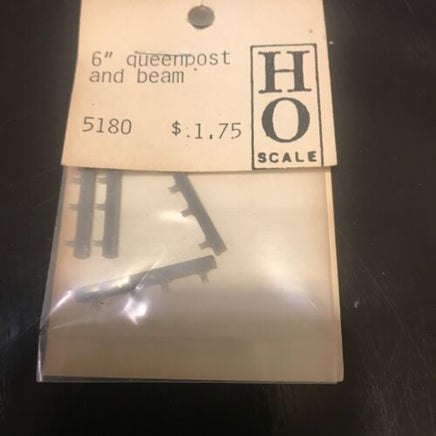 6" queenpost
and beam
5180 $ 1.75
HO
SCALE